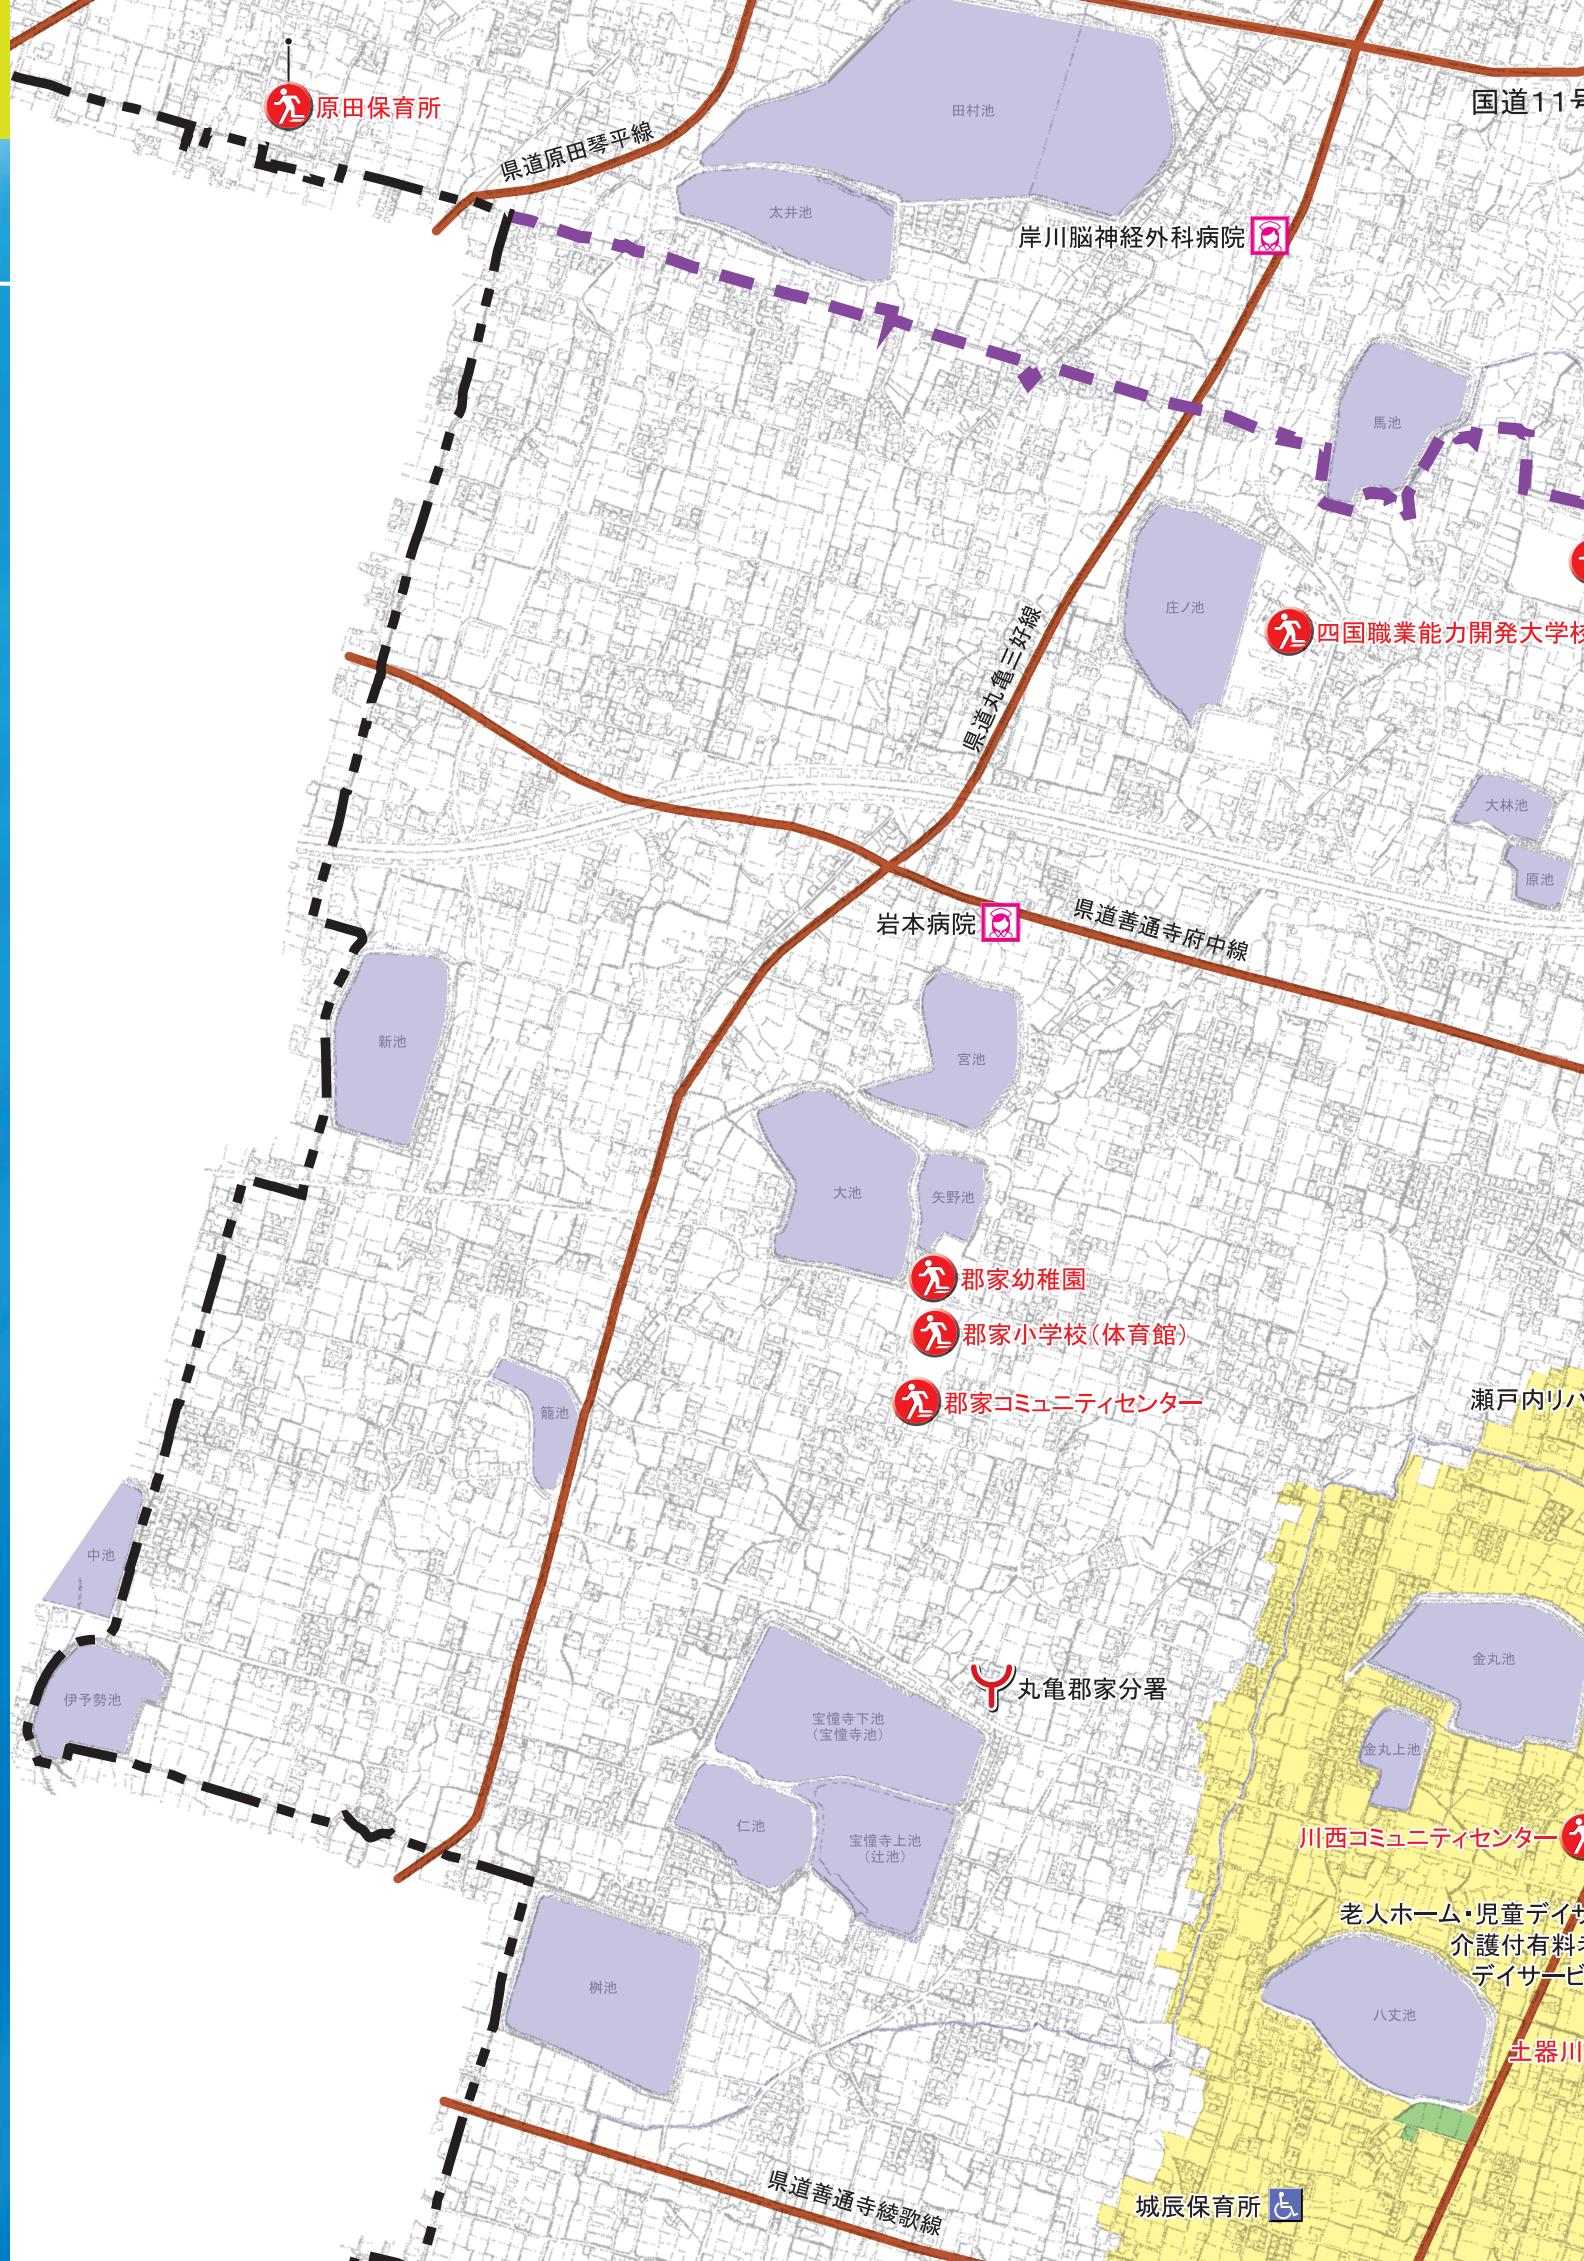 原田保育所
県道原田琴平線
田村池
国道11号
太井池
岸川脳神経外科病院
馬池
庄ノ池
四国職業能力開発大学校
県道丸亀三好線
大林池
原池
岩本病院
県道善通寺府中線
新池
宮池
大池
矢野池
郡家幼稚園
郡家小学校（体育館）
郡家コミュニティセンター
瀬戸内リハ
籠池
中池
伊予勢池
金丸池
丸亀郡家分署
宝憧寺下池
（宝憧寺池）
金丸上池
仁池
宝憧寺上池
（辻池）
川西コミュニティセンター
老人ホーム・児童デイサ
介護付有料老
デイサービ
桝池
八丈池
土器川
県道善通寺綾歌線
城辰保育所